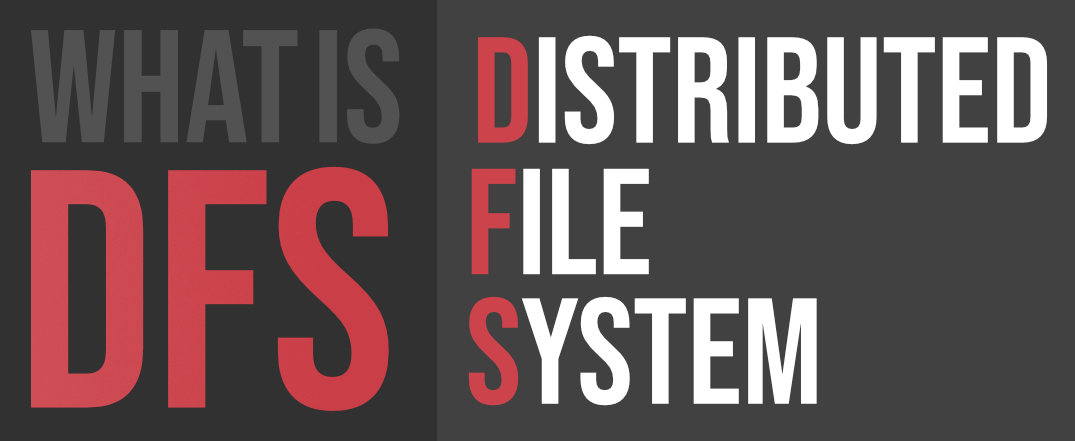 WHAT IS
DFS
DISTRIBUTED
FILE
SYSTEM